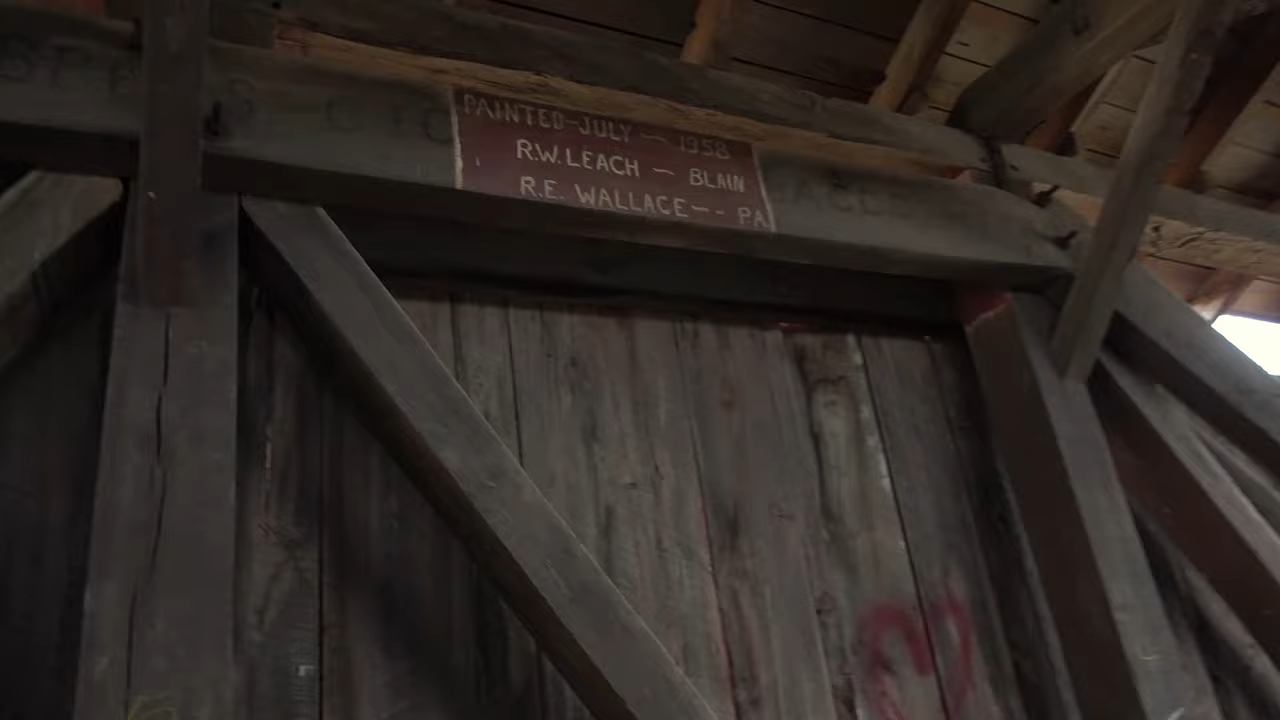 PAINTED-JULY — 1958
R.W. LEACH — BLAIN
R.E. WALLACE -- PA